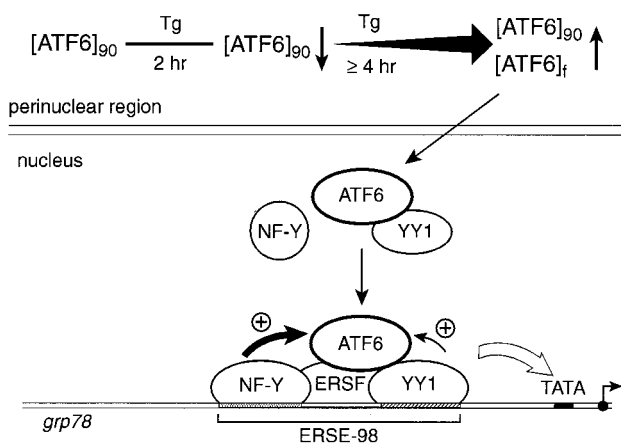 [ATF6]90 Tg 2 hr [ATF6]90 Tg ≥ 4 hr [ATF6]90
[ATF6]f
perinuclear region
nucleus
ATF6
NF-Y YY1
+ +
ATF6
NF-Y ERSF YY1 TATA
grp78
ERSE-98